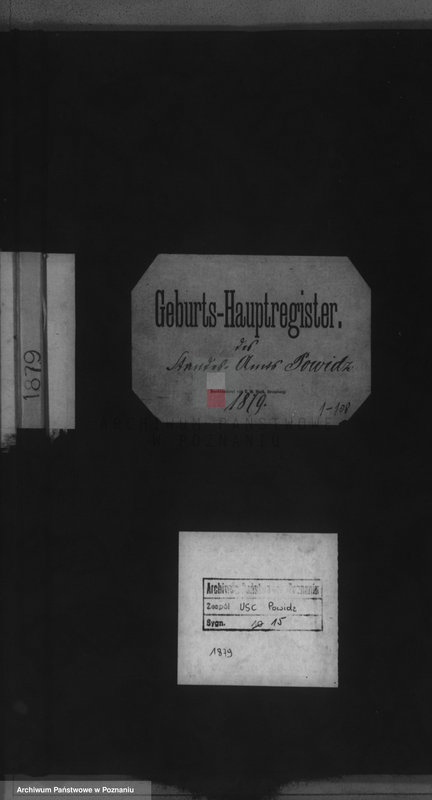 1879
Geburts-Hauptregister.
des
Standes-Amts Powidz
1879.
1-108
ARCHIWUM PAŃSTWOWE
W POZNANIU
Archiwum Państwowe w Poznaniu
Zespół USC Powidz
Sygn. 15
1879
Archiwum Państwowe w Poznaniu